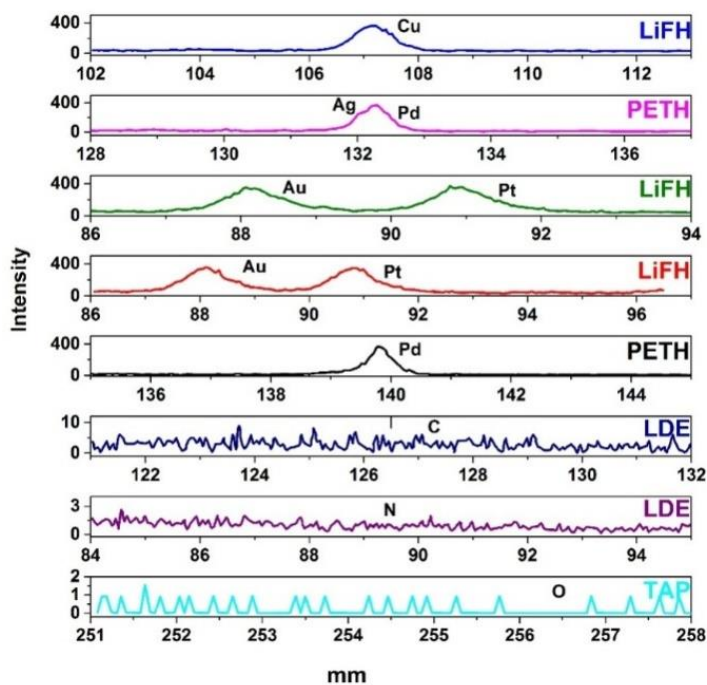 400 Cu LiFH
0
102 104 106 108 110 112
400 Ag Pd PETH
0
128 130 132 134 136
400 Au Pt LiFH
0
86 88 90 92 94
400 Au Pt LiFH
0
86 88 90 92 94 96
400 Pd PETH
0
136 138 140 142 144
10 C LDE
0
122 124 126 128 130 132
3 N LDE
0
84 86 88 90 92 94
2 O TAP
1
0
251 252 253 254 255 256 257 258
Intensity
mm